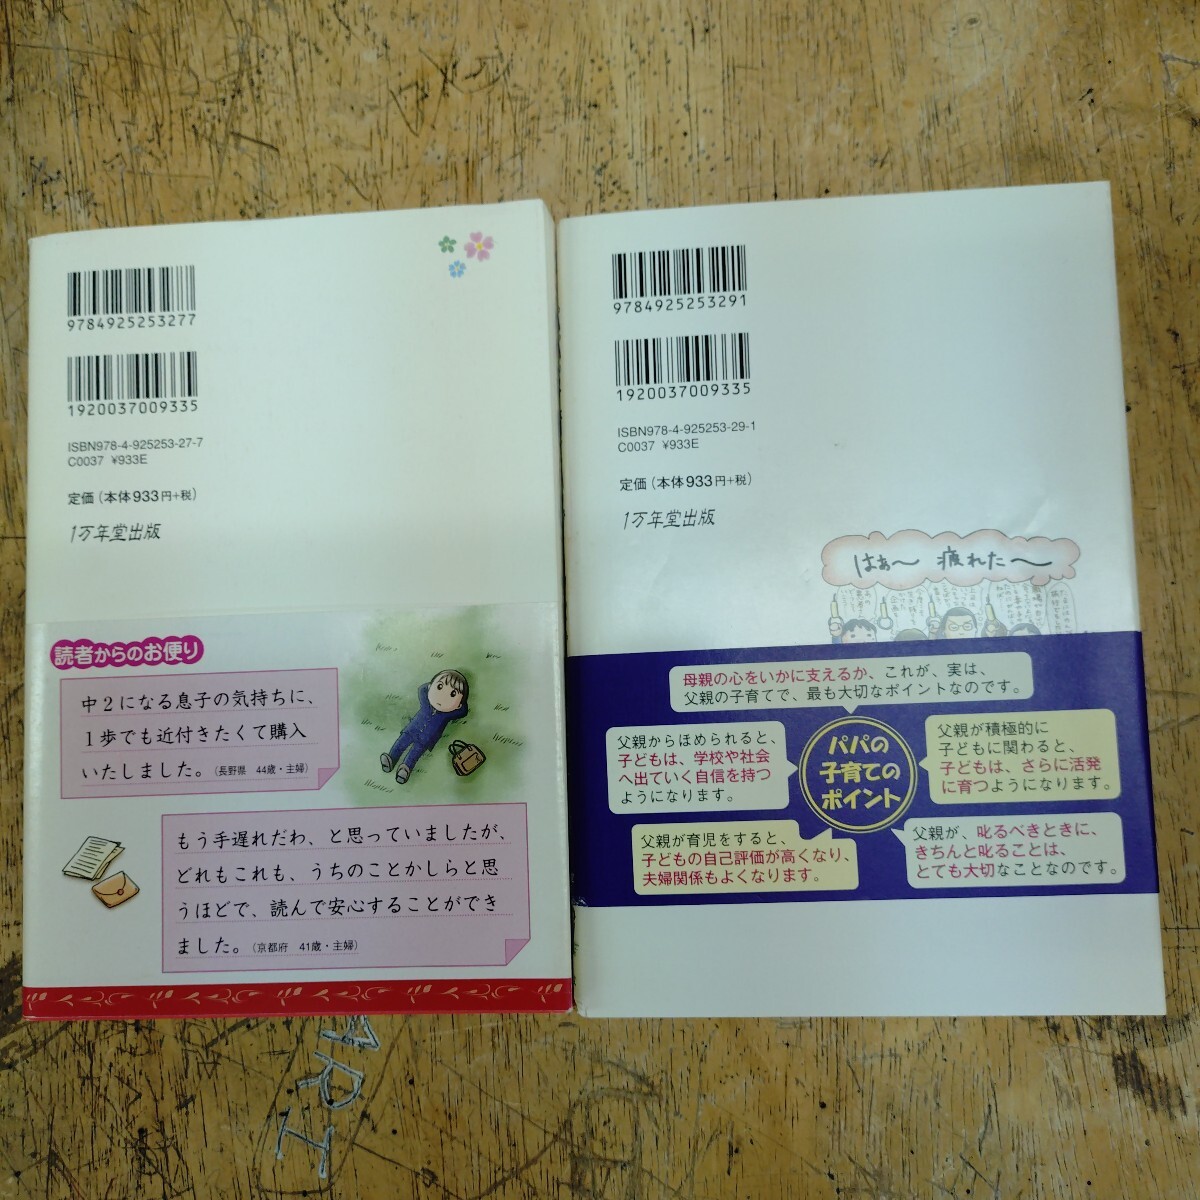 9784925253277
1920037009335
ISBN978-4-925253-27-7
C0037 ¥933E
定価(本体933円+税)
1万年堂出版
読者からのお便り
中2になる息子の気持ちに、
1歩でも近付きたくて購入
いたしました。(長野県 44歳・主婦)
もう手遅れだわ、と思っていましたが、
どれもこれも、うちのことかしらと思
うほどで、読んで安心することができ
ました。(京都府 41歳・主婦)
9784925253291
1920037009335
ISBN978-4-925253-29-1
C0037 ¥933E
定価(本体933円+税)
1万年堂出版
はぁ〜 疲れた〜
母親の心をいかに支えるか、これが、実は、
父親の子育てで、最も大切なポイントなのです。
父親からほめられると、
子どもは、学校や社会
へ出ていく自信を持つ
ようになります。
パパの
子育ての
ポイント
父親が積極的に
子どもに関わると、
子どもは、さらに活発
に育つようになります。
父親が育児をすると、
子どもの自己評価が高くなり、
夫婦関係もよくなります。
父親が、叱るべきときに、
きちんと叱ることは、
とても大切なことなのです。